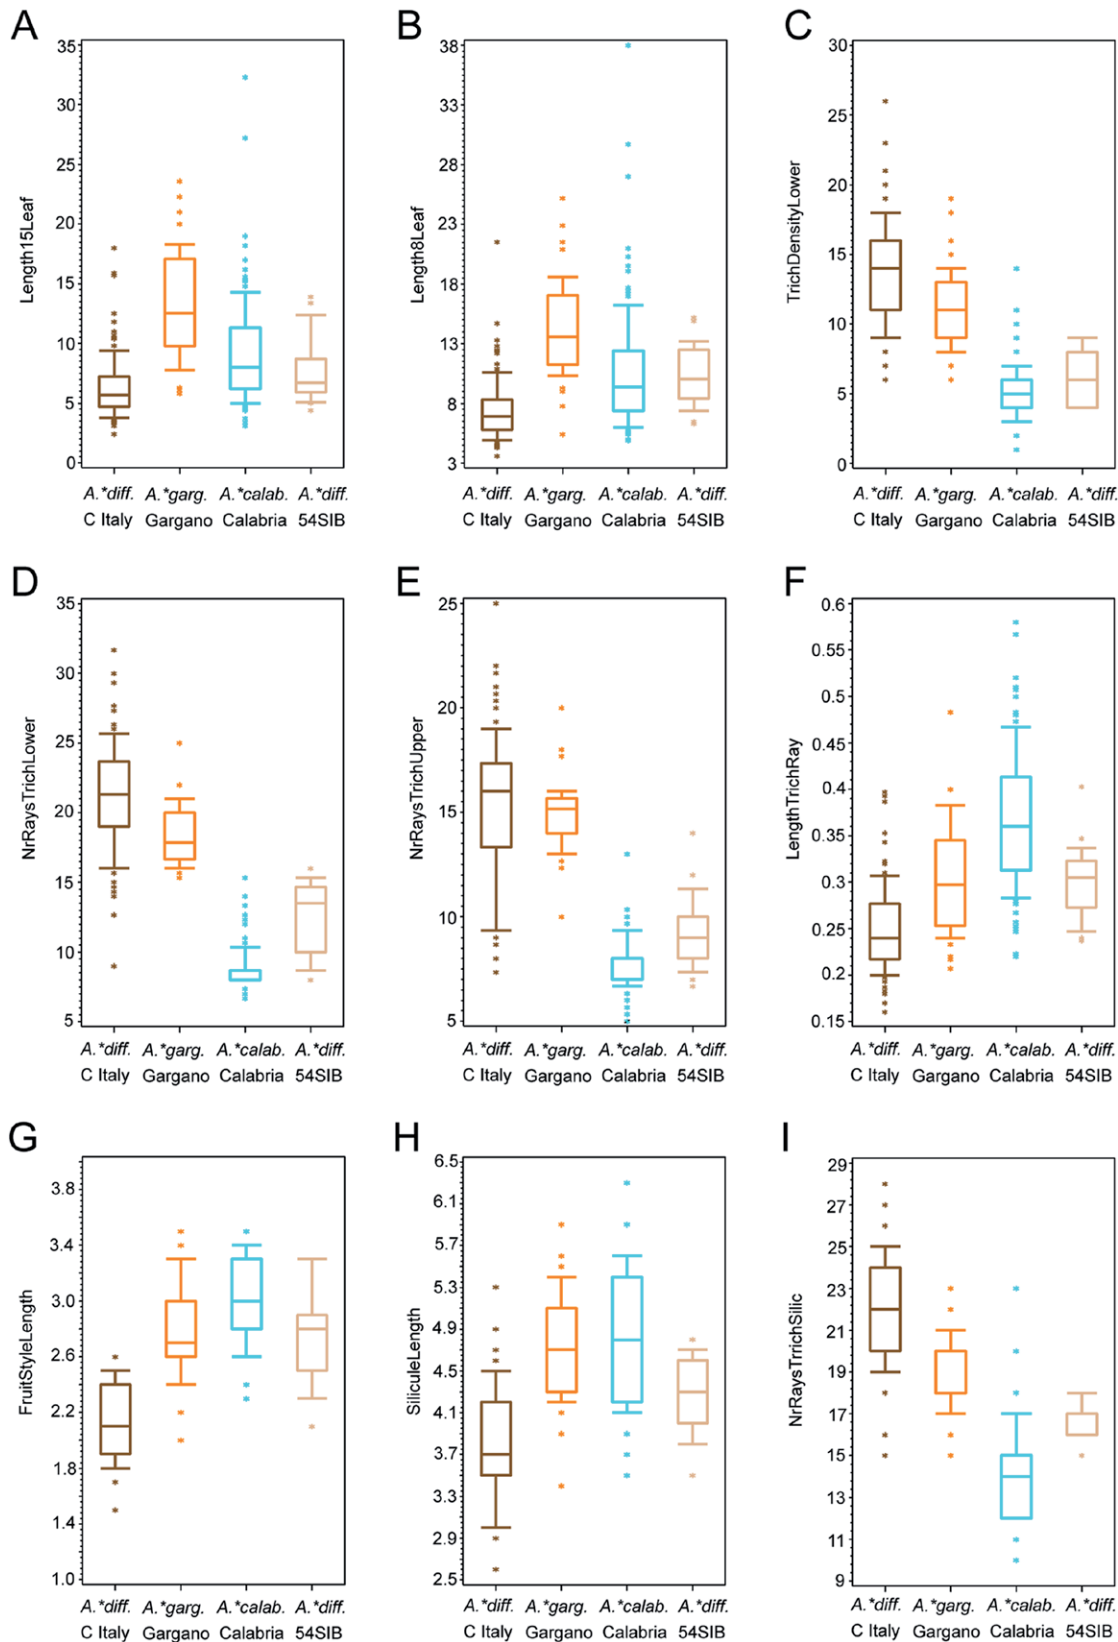 A
B
C
Length15Leaf
35
30
25
20
15
10
5
0
A.*diff. A.*garg. A.*calab. A.*diff.
C Italy Gargano Calabria 54SIB
Length8Leaf
38
33
28
23
18
13
8
3
A.*diff. A.*garg. A.*calab. A.*diff.
C Italy Gargano Calabria 54SIB
TrichDensityLower
30
25
20
15
10
5
0
A.*diff. A.*garg. A.*calab. A.*diff.
C Italy Gargano Calabria 54SIB
D
E
F
NrRaysTrichLower
35
30
25
20
15
10
5
A.*diff. A.*garg. A.*calab. A.*diff.
C Italy Gargano Calabria 54SIB
NrRaysTrichUpper
25
20
15
10
5
A.*diff. A.*garg. A.*calab. A.*diff.
C Italy Gargano Calabria 54SIB
LengthTrichRay
0.6
0.55
0.5
0.45
0.4
0.35
0.3
0.25
0.2
0.15
A.*diff. A.*garg. A.*calab. A.*diff.
C Italy Gargano Calabria 54SIB
G
H
I
FruitStyleLength
3.8
3.4
3.0
2.6
2.2
1.8
1.4
1.0
A.*diff. A.*garg. A.*calab. A.*diff.
C Italy Gargano Calabria 54SIB
SiliculeLength
6.5
6.1
5.7
5.3
4.9
4.5
4.1
3.7
3.3
2.9
2.5
A.*diff. A.*garg. A.*calab. A.*diff.
C Italy Gargano Calabria 54SIB
NrRaysTrrichSilic
29
27
25
23
21
19
17
15
13
11
9
A.*diff. A.*garg. A.*calab. A.*diff.
C Italy Gargano Calabria 54SIB